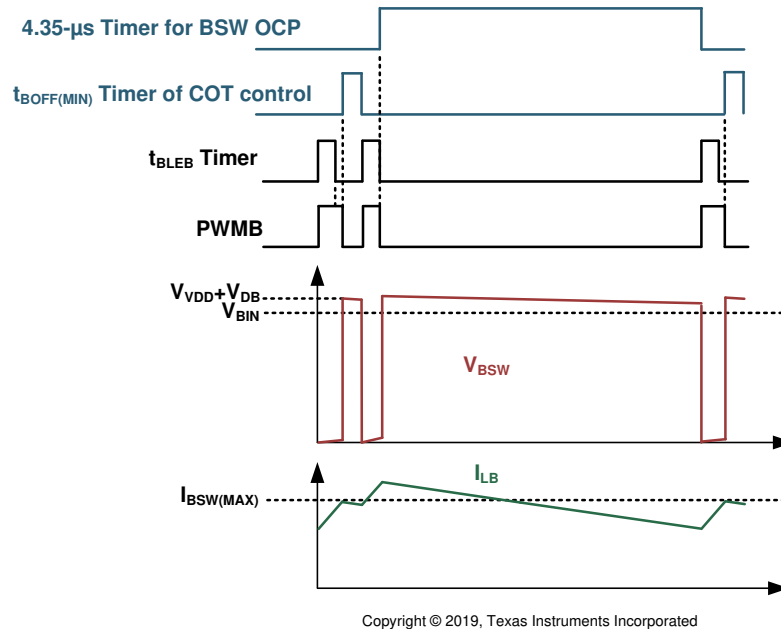 4.35-µs Timer for BSW OCP
tBOFF(MIN) Timer of COT control
tBLEB Timer
PWMB
VVDD+VDB
VBIN
VBSW
ILB
IBSW(MAX)
Copyright © 2019, Texas Instruments Incorporated